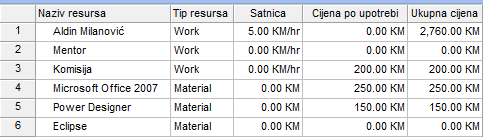 Naziv resursa Tip resursa Satnica Cijena po upotrebi Ukupna cijena
1 Aldin Milanović Work 5.00 KM/hr 0.00 KM 2,760.00 KM
2 Mentor Work 0.00 KM/hr 0.00 KM 0.00 KM
3 Komisija Work 0.00 KM/hr 200.00 KM 200.00 KM
4 Microsoft Office 2007 Material 0.00 KM 250.00 KM 250.00 KM
5 Power Designer Material 0.00 KM 150.00 KM 150.00 KM
6 Eclipse Material 0.00 KM 0.00 KM 0.00 KM